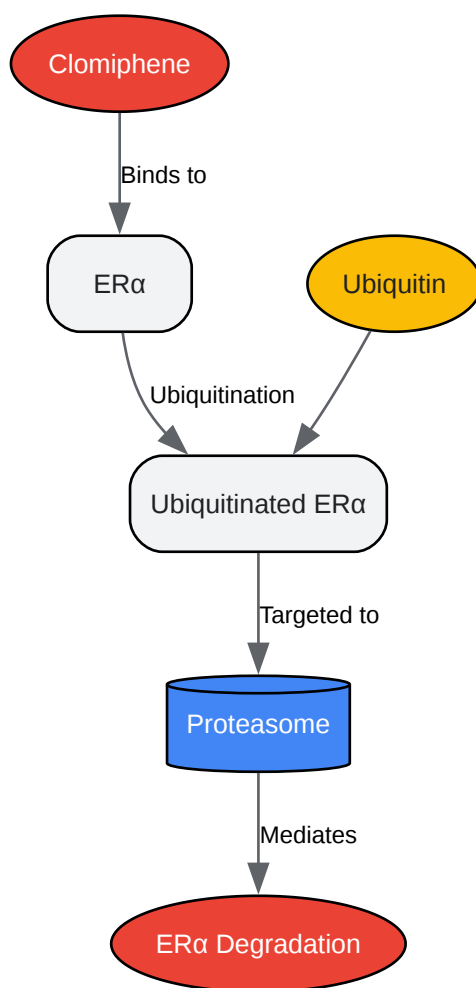 Clomiphene
Binds to
ERα
Ubiquitin
Ubiquitination
Ubiquitinated ERα
Targeted to
Proteasome
Mediates
ERα Degradation